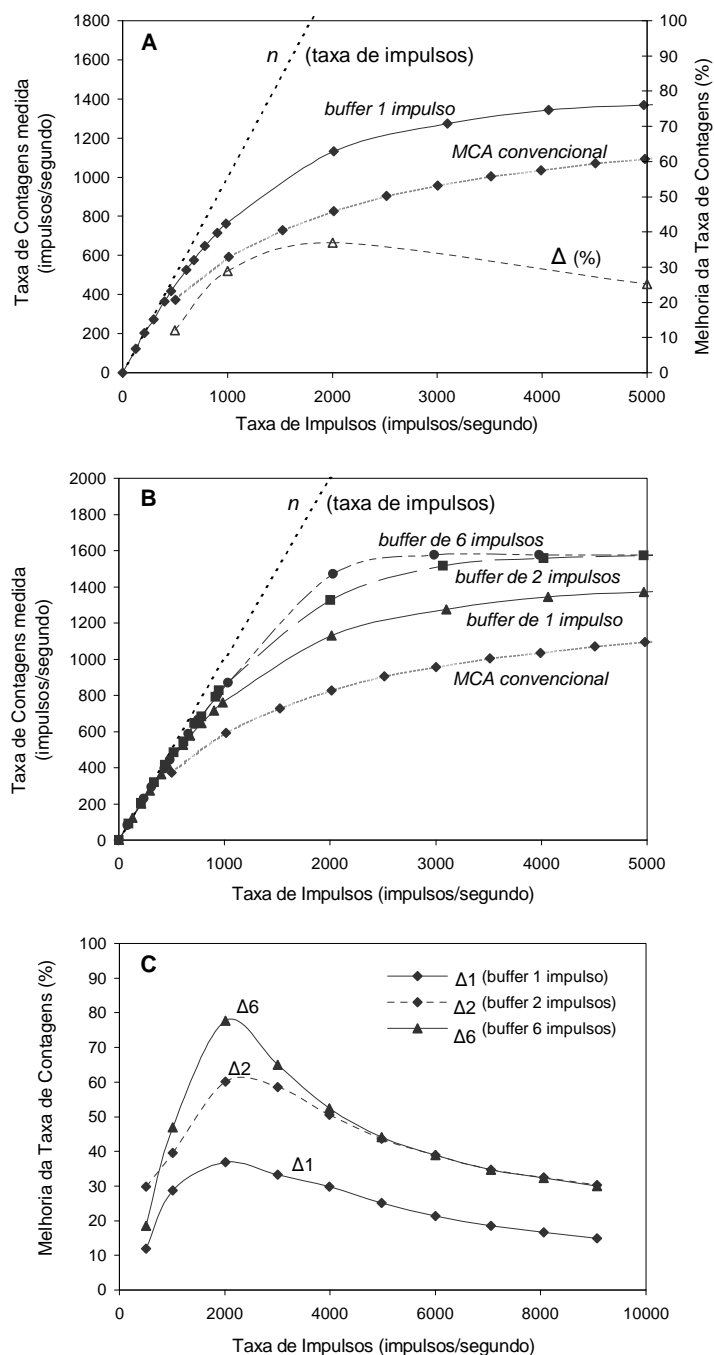 A
n (taxa de impulsos)
buffer 1 impulso
MCA convencional
Δ (%)
1800
1600
1400
1200
1000
800
600
400
200
0
100
90
80
70
60
50
40
30
20
10
0
0 1000 2000 3000 4000 5000
Taxa de Contagens medida
(impulsos/segundo)
Melhoria da Taxa de Contagens (%)
Taxa de Impulsos (impulsos/segundo)
B
n (taxa de impulsos)
buffer de 6 impulsos
buffer de 2 impulsos
buffer de 1 impulso
MCA convencional
2000
1800
1600
1400
1200
1000
800
600
400
200
0
0 1000 2000 3000 4000 5000
Taxa de Contagens medida
(impulsos/segundo)
Taxa de Impulsos (impulsos/segundo)
C
Δ1 (buffer 1 impulso)
Δ2 (buffer 2 impulsos)
Δ6 (buffer 6 impulsos)
Δ6
Δ2
Δ1
100
90
80
70
60
50
40
30
20
10
0
0 2000 4000 6000 8000 10000
Melhoria da Taxa de Contagens (%)
Taxa de Impulsos (impulsos/segundo)